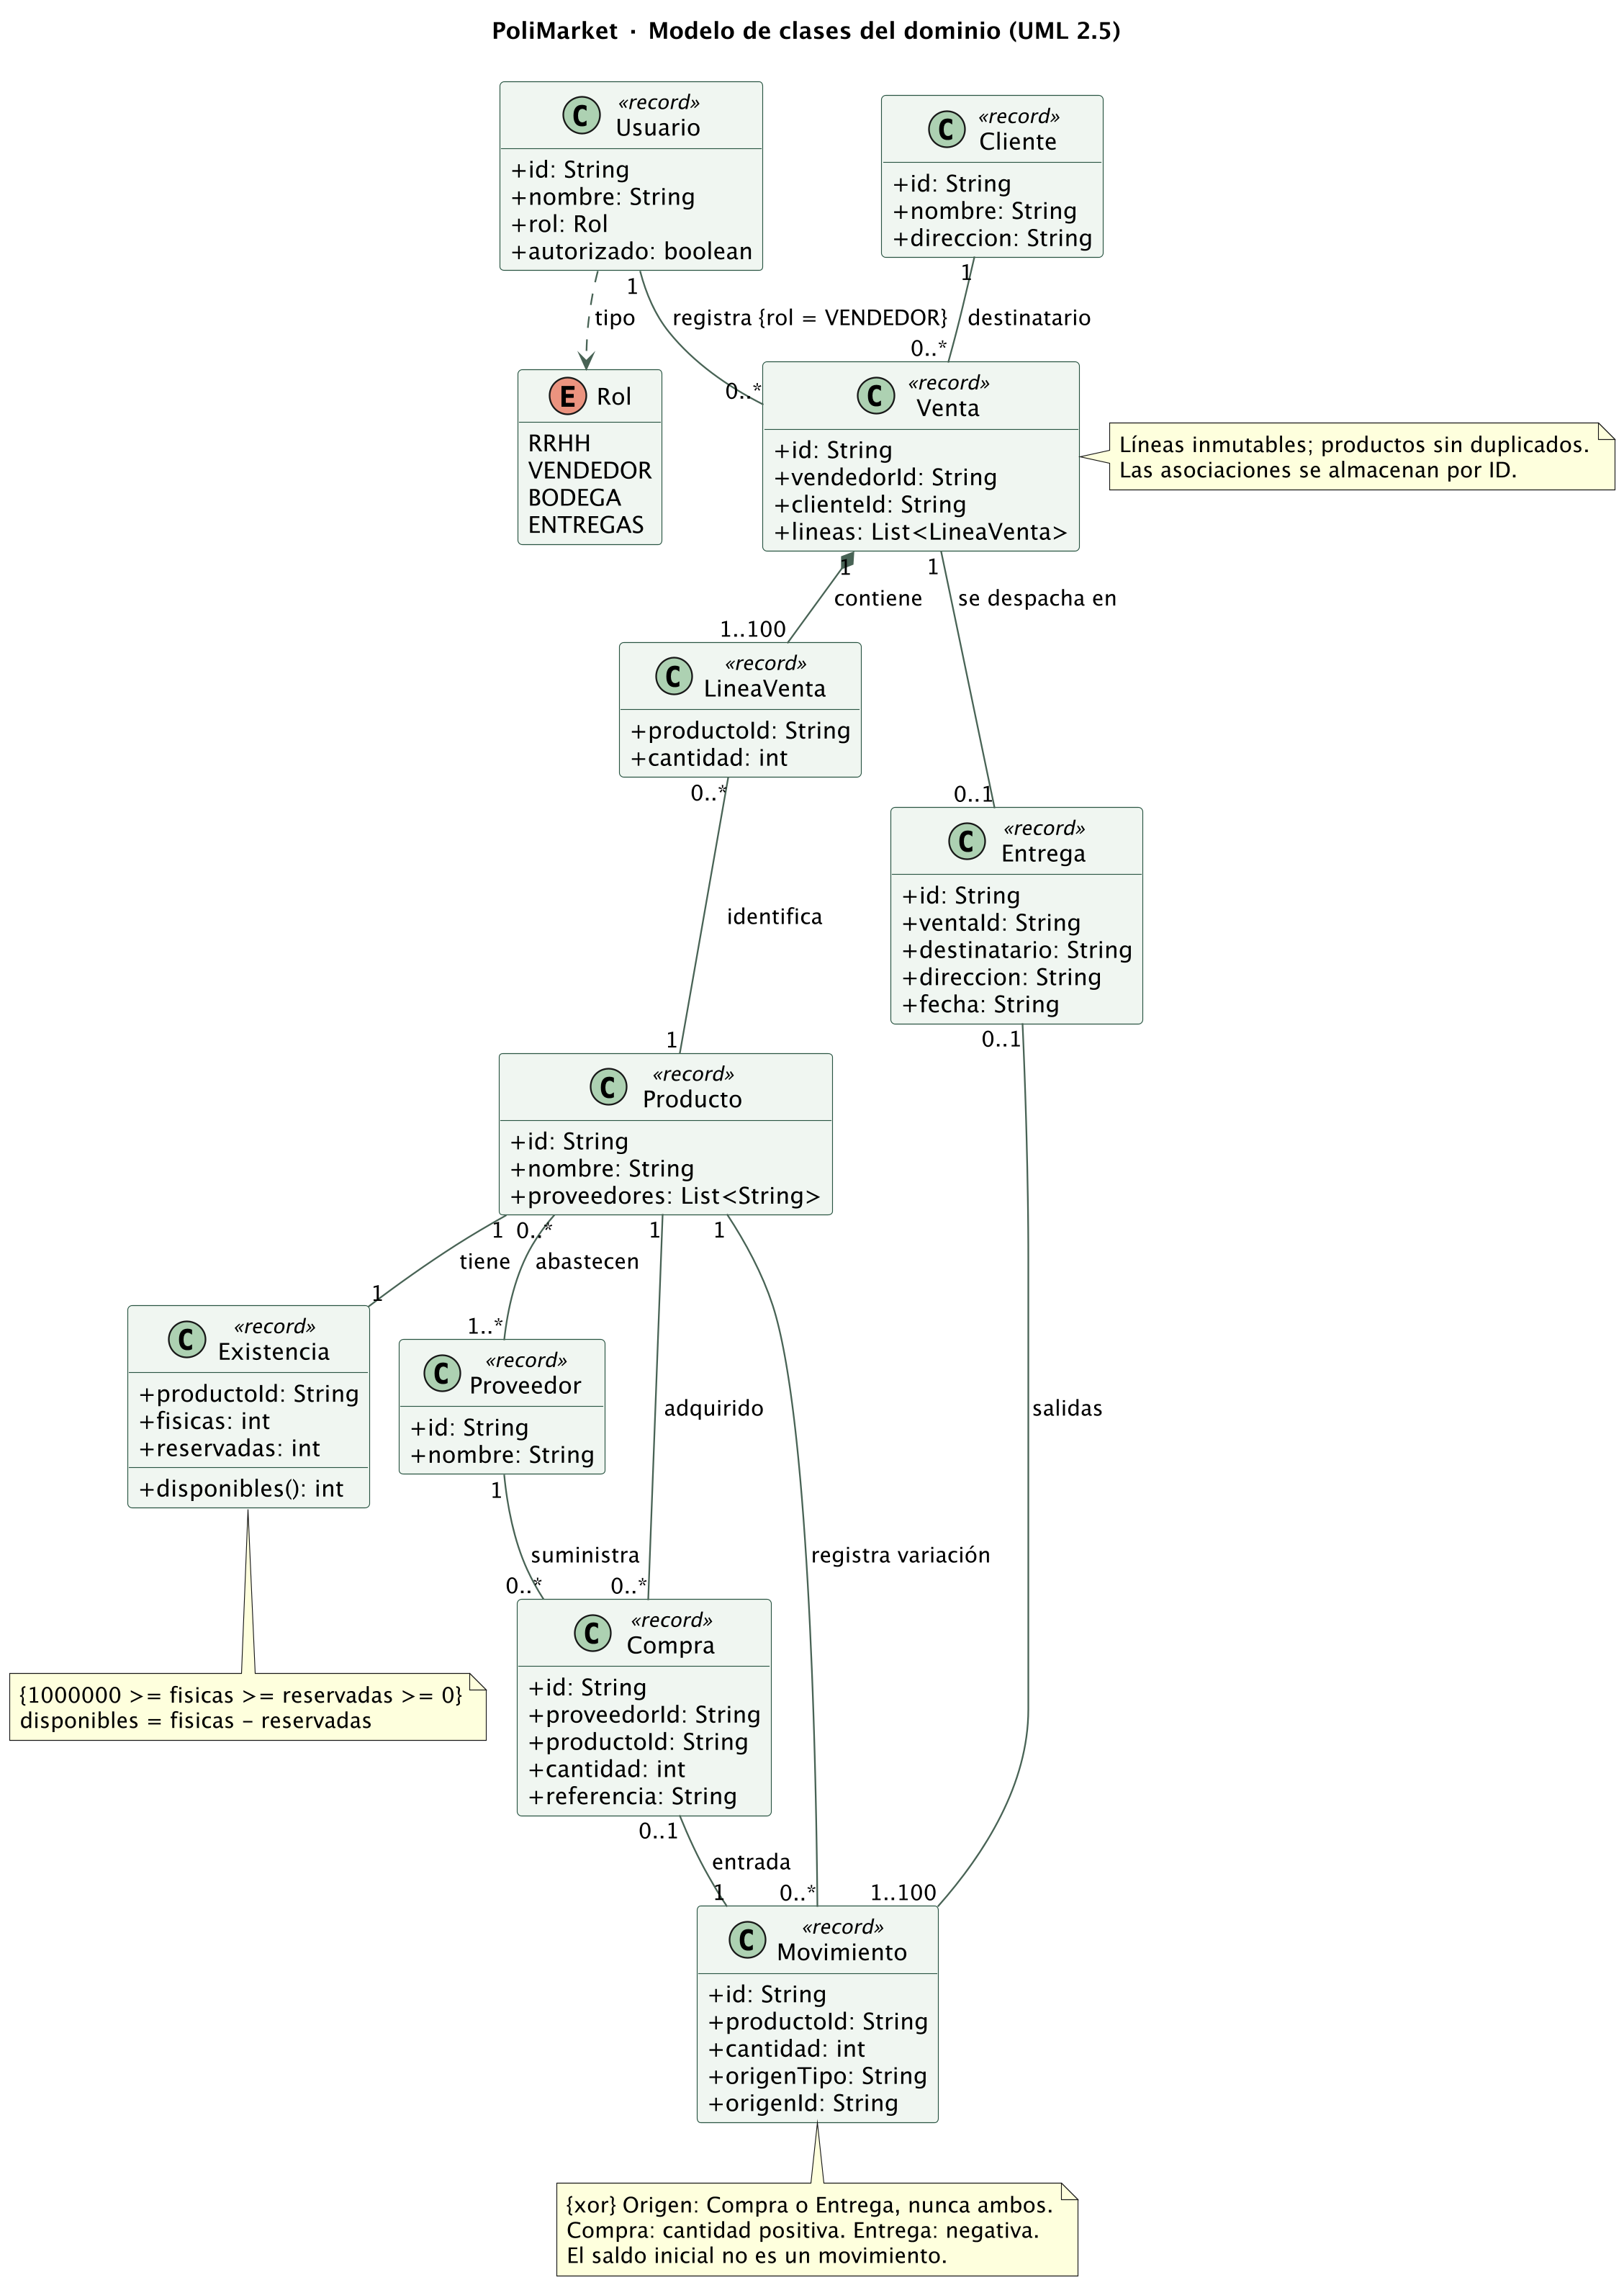 PoliMarket · Modelo de clases del dominio (UML 2.5)
«record»
Usuario
+id: String
+nombre: String
+rol: Rol
+autorizado: boolean
«record»
Cliente
+id: String
+nombre: String
+direccion: String
1
tipo
registra {rol = VENDEDOR}
0..*
1
destinatario
0..*
E Rol
RRHH
VENDEDOR
BODEGA
ENTREGAS
«record»
Venta
+id: String
+vendedorId: String
+clienteId: String
+lineas: List<LineaVenta>
Líneas inmutables; productos sin duplicados.
Las asociaciones se almacenan por ID.
1
contiene
1..100
1
se despacha en
0..1
«record»
LineaVenta
+productoId: String
+cantidad: int
«record»
Entrega
+id: String
+ventaId: String
+destinatario: String
+direccion: String
+fecha: String
0..*
identifica
1
«record»
Producto
+id: String
+nombre: String
+proveedores: List<String>
1
tiene
1
0..*
abastecen
1..*
1
adquirido
0..*
1
registra variación
0..*
0..1
salidas
1..100
«record»
Existencia
+productoId: String
+fisicas: int
+reservadas: int
+disponibles(): int
«record»
Proveedor
+id: String
+nombre: String
1
suministra
0..*
{1000000 >= fisicas >= reservadas >= 0}
disponibles = fisicas – reservadas
«record»
Compra
+id: String
+proveedorId: String
+productoId: String
+cantidad: int
+referencia: String
0..1
entrada
1
«record»
Movimiento
+id: String
+productoId: String
+cantidad: int
+origenTipo: String
+origenId: String
{xor} Origen: Compra o Entrega, nunca ambos.
Compra: cantidad positiva. Entrega: negativa.
El saldo inicial no es un movimiento.